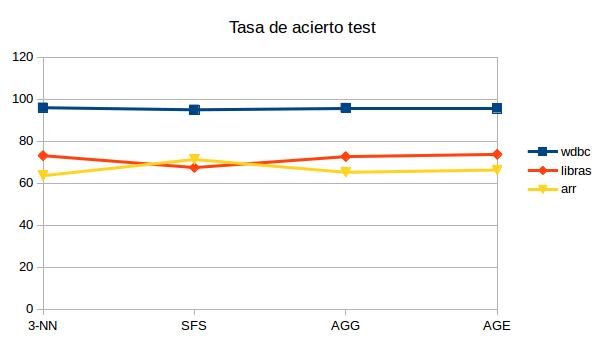 Tasa de acierto test
120
100
80
60
40
20
0
3-NN SFS AGG AGE
wdbc
libras
arr